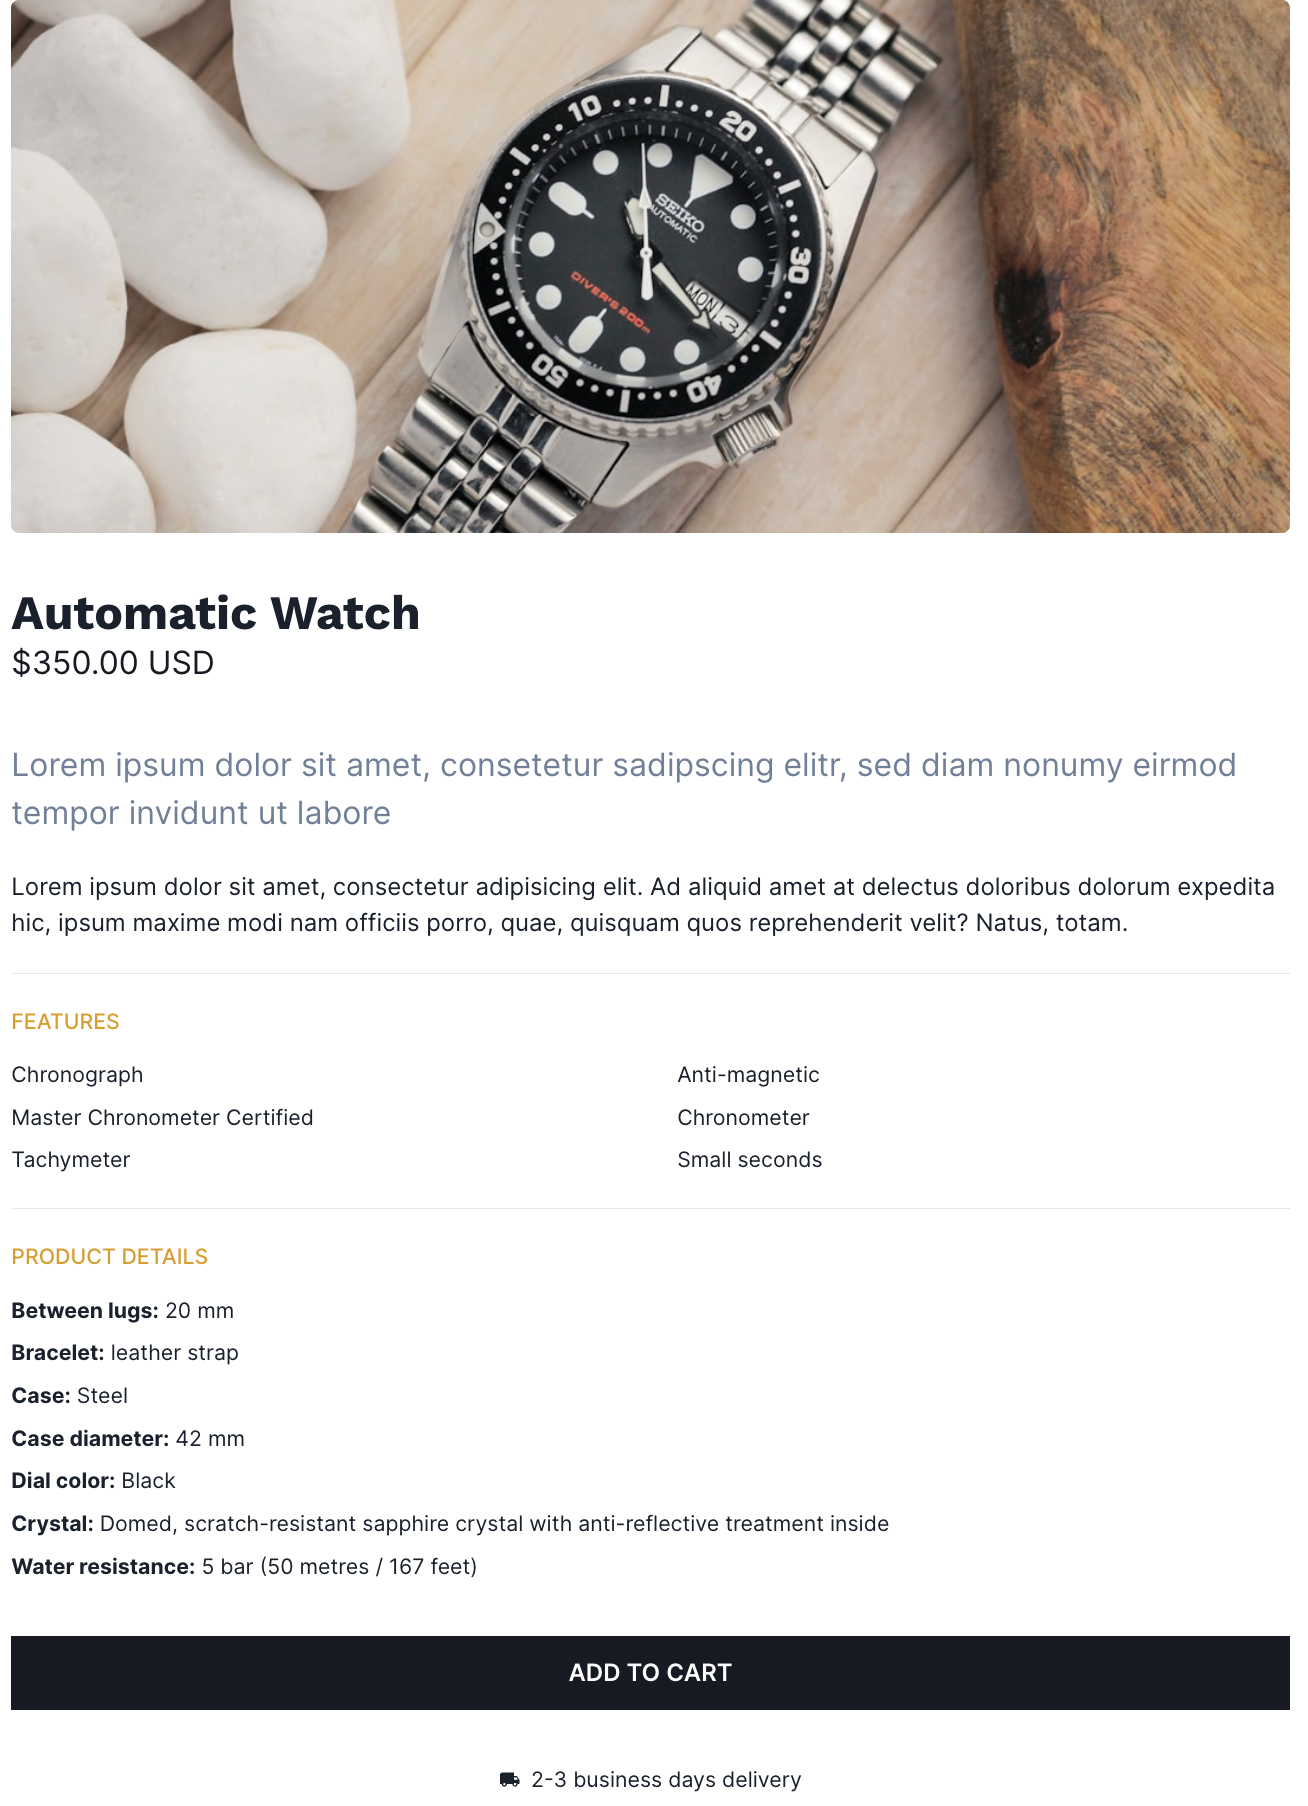 10
20
30
40
50
SEIKO
AUTOMATIC
DIVER'S 200m
MON
Automatic Watch
$350.00 USD
Lorem ipsum dolor sit amet, consetetur sadipscing elitr, sed diam nonumy eirmod
tempor invidunt ut labore
Lorem ipsum dolor sit amet, consectetur adipisicing elit. Ad aliquid amet at delectus doloribus dolorum expedita
hic, ipsum maxime modi nam officiis porro, quae, quisquam quos reprehenderit velit? Natus, totam.
FEATURES
Chronograph
Anti-magnetic
Master Chronometer Certified
Chronometer
Tachymeter
Small seconds
PRODUCT DETAILS
Between lugs: 20 mm
Bracelet: leather strap
Case: Steel
Case diameter: 42 mm
Dial color: Black
Crystal: Domed, scratch-resistant sapphire crystal with anti-reflective treatment inside
Water resistance: 5 bar (50 metres / 167 feet)
ADD TO CART
2-3 business days delivery